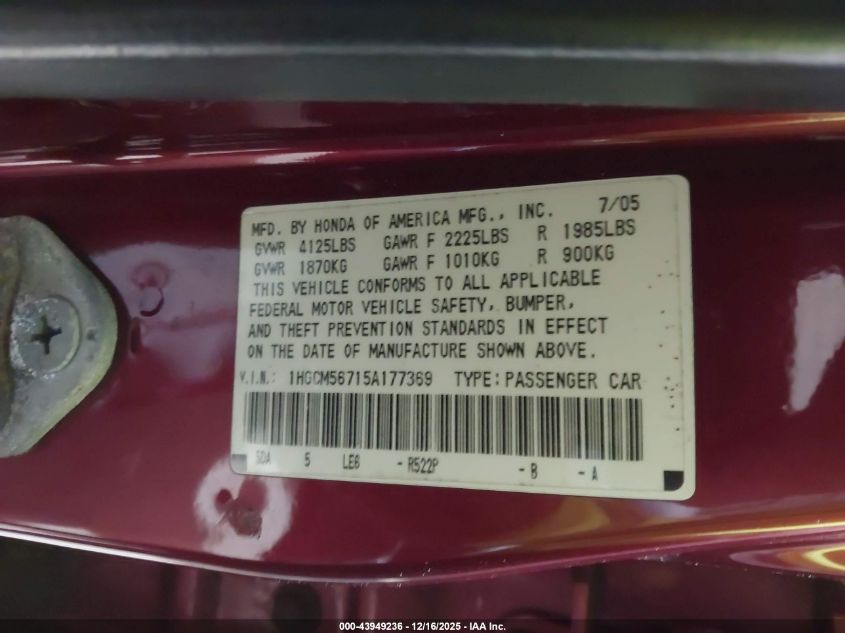 MFD. BY HONDA OF AMERICA MFG., INC. 7/05
GVWR 4125LBS GAWR F 2225LBS R 1985LBS
GVWR 1870KG GAWR F 1010KG R 900KG
THIS VEHICLE CONFORMS TO ALL APPLICABLE
FEDERAL MOTOR VEHICLE SAFETY, BUMPER,
AND THEFT PREVENTION STANDARDS IN EFFECT
ON THE DATE OF MANUFACTURE SHOWN ABOVE.
V.I.N.: 1HGCM56715A177369 TYPE: PASSENGER CAR
SDA 5 LE6 - R522P - B - A
000-43949236 - 12/16/2025 - IAA Inc.